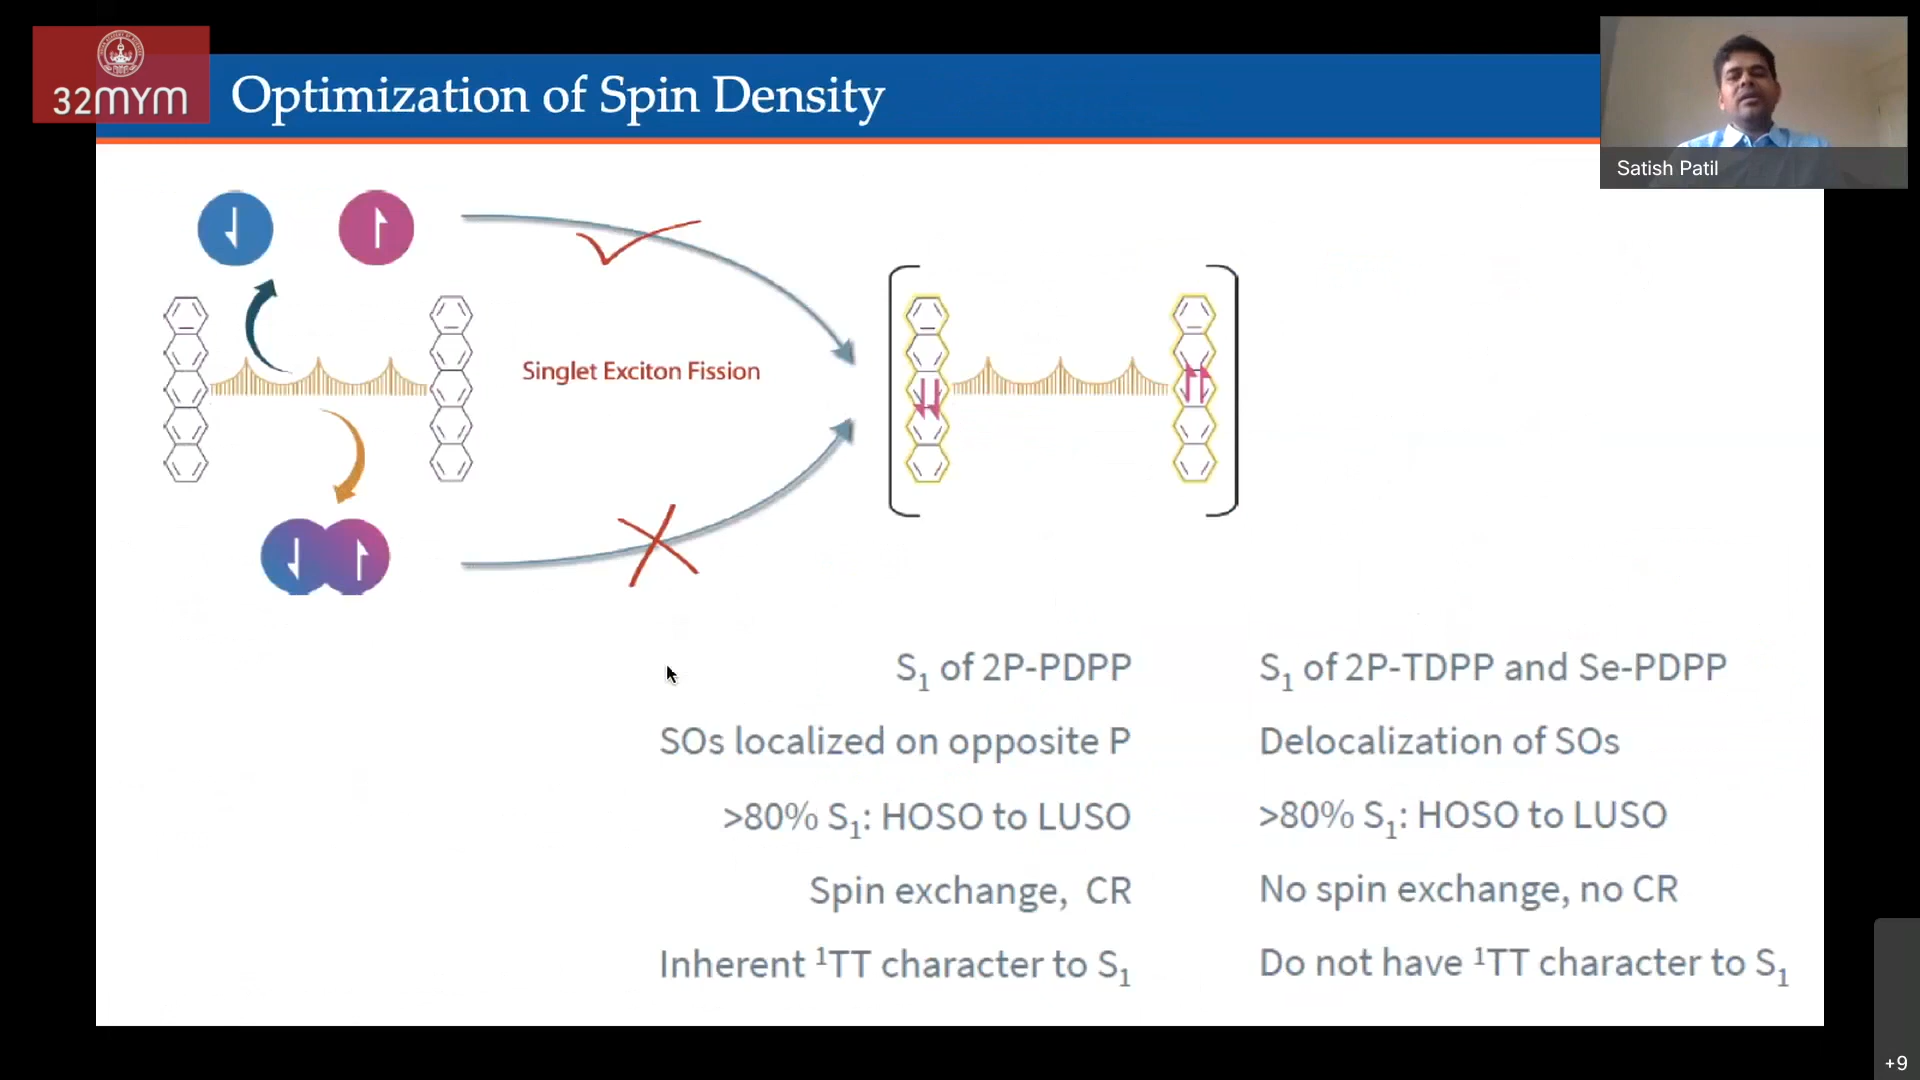 32MYM
Optimization of Spin Density
Satish Patil
Singlet Exciton Fission
S₁ of 2P-PDPP
SOs localized on opposite P
>80% S₁: HOSO to LUSO
Spin exchange, CR
Inherent ¹TT character to S₁
S₁ of 2P-TDPP and Se-PDPP
Delocalization of SOs
>80% S₁: HOSO to LUSO
No spin exchange, no CR
Do not have ¹TT character to S₁
+9